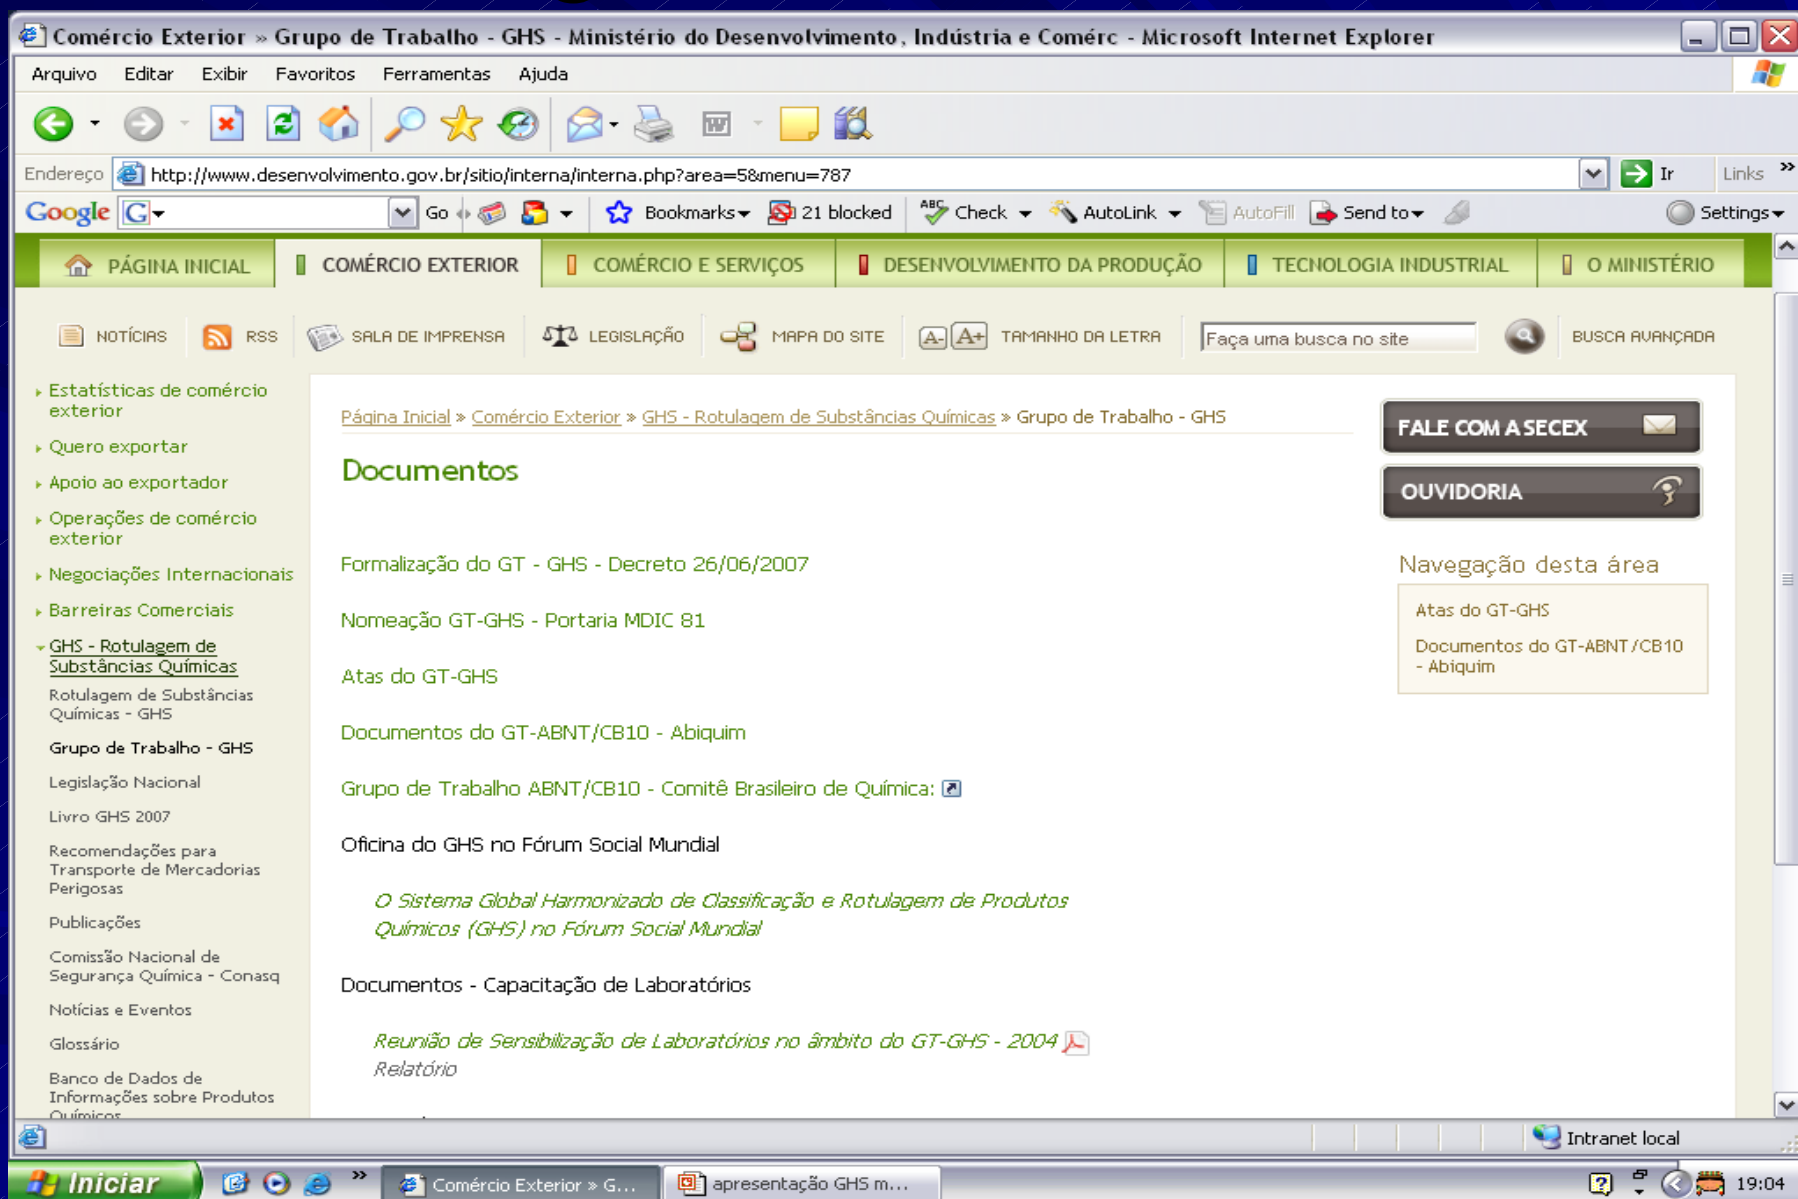 Comércio Exterior » Grupo de Trabalho - GHS - Ministério do Desenvolvimento, Indústria e Comérc - Microsoft Internet Explorer
Arquivo Editar Exibir Favoritos Ferramentas Ajuda
Endereço http://www.desenvolvimento.gov.br/sitio/interna/interna.php?area=5&menu=787 Ir Links »
Google G Go Bookmarks 21 blocked ABC Check AutoLink AutoFill Send to Settings
PÁGINA INICIAL COMÉRCIO EXTERIOR COMÉRCIO E SERVIÇOS DESENVOLVIMENTO DA PRODUÇÃO TECNOLOGIA INDUSTRIAL O MINISTÉRIO
NOTÍCIAS RSS SALA DE IMPRENSA LEGISLAÇÃO MAPA DO SITE A- A+ TAMANHO DA LETRA Faça uma busca no site BUSCA AVANÇADA
Estatísticas de comércio
exterior
Quero exportar
Apoio ao exportador
Operações de comércio
exterior
Negociações Internacionais
Barreiras Comerciais
GHS - Rotulagem de
Substâncias Químicas
Rotulagem de Substâncias
Químicas - GHS
Grupo de Trabalho - GHS
Legislação Nacional
Livro GHS 2007
Recomendações para
Transporte de Mercadorias
Perigosas
Publicações
Comissão Nacional de
Segurança Química - Conasq
Notícias e Eventos
Glossário
Banco de Dados de
Informações sobre Produtos
Químicos
Página Inicial » Comércio Exterior » GHS - Rotulagem de Substâncias Químicas » Grupo de Trabalho - GHS
Documentos
Formalização do GT - GHS - Decreto 26/06/2007
Nomeação GT-GHS - Portaria MDIC 81
Atas do GT-GHS
Documentos do GT-ABNT/CB10 - Abiquim
Grupo de Trabalho ABNT/CB10 - Comitê Brasileiro de Química:
Oficina do GHS no Fórum Social Mundial
O Sistema Global Harmonizado de Classificação e Rotulagem de Produtos
Químicos (GHS) no Fórum Social Mundial
Documentos - Capacitação de Laboratórios
Reunião de Sensibilização de Laboratórios no âmbito do GT-GHS - 2004
Relatório
FALE COM A SECEX
OUVIDORIA
Navegação desta área
Atas do GT-GHS
Documentos do GT-ABNT/CB10
- Abiquim
Intranet local
Iniciar » Comércio Exterior » G... apresentação GHS m... 19:04